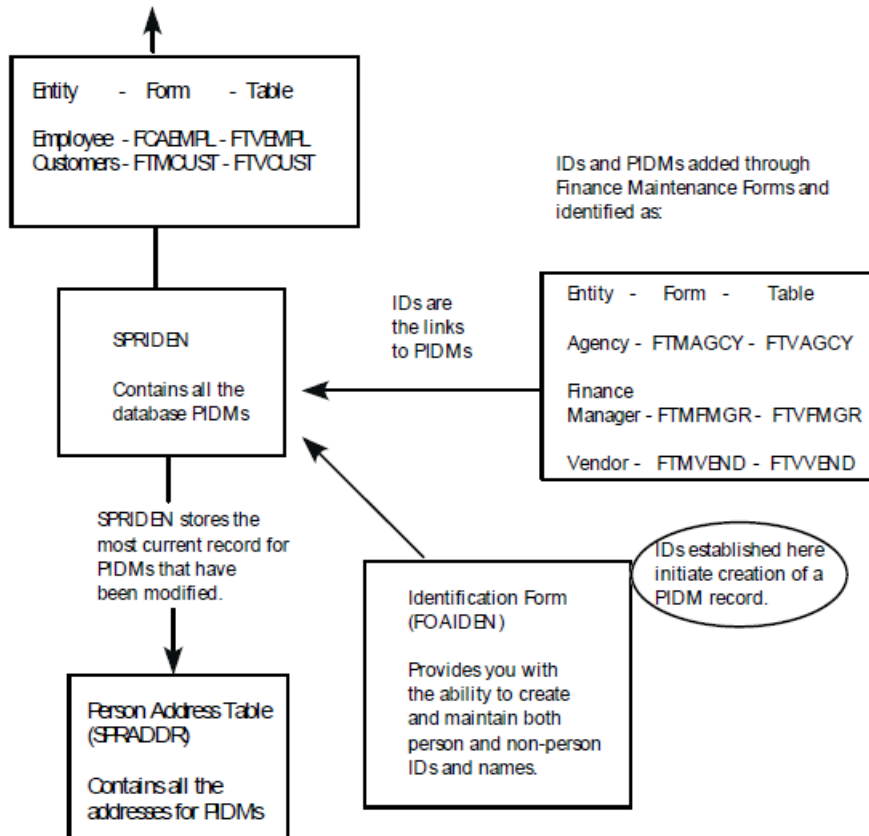 Entity - Form - Table
Employee - FCAEMPL - FTVEMPL
Customers - FTMCUST - FTVCUST
IDs and PIDMs added through
Finance Maintenance Forms and
identified as:
SPRIDEN
Contains all the
database PIDMs
IDs are
the links
to PIDMs
Entity - Form - Table
Agency - FTMAGCY - FTVAGCY
Finance
Manager - FTMFMGR - FTVFMGR
Vendor - FTMVEND - FTVVEND
SPRIDEN stores the
most current record for
PIDMs that have
been modified.
IDs established here
initiate creation of a
PIDM record.
Identification Form
(FOAIDEN)
Provides you with
the ability to create
and maintain both
person and non-person
IDs and names.
Person Address Table
(SPRADDR)
Contains all the
addresses for PIDMs